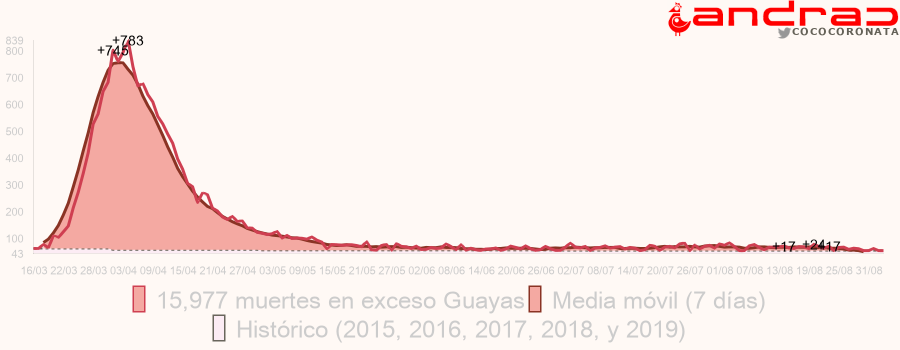 andrac
COCOCORONATA
839
+783
800
+745
700
600
500
400
300
200
100
43
+17 +24 +17
16/03 22/03 28/03 03/04 09/04 15/04 21/04 27/04 03/05 09/05 15/05 21/05 27/05 02/06 08/06 14/06 20/06 26/06 02/07 08/07 14/07 20/07 26/07 01/08 07/08 13/08 19/08 25/08 31/08
15,977 muertes en exceso Guayas Media móvil (7 días)
Histórico (2015, 2016, 2017, 2018, y 2019)